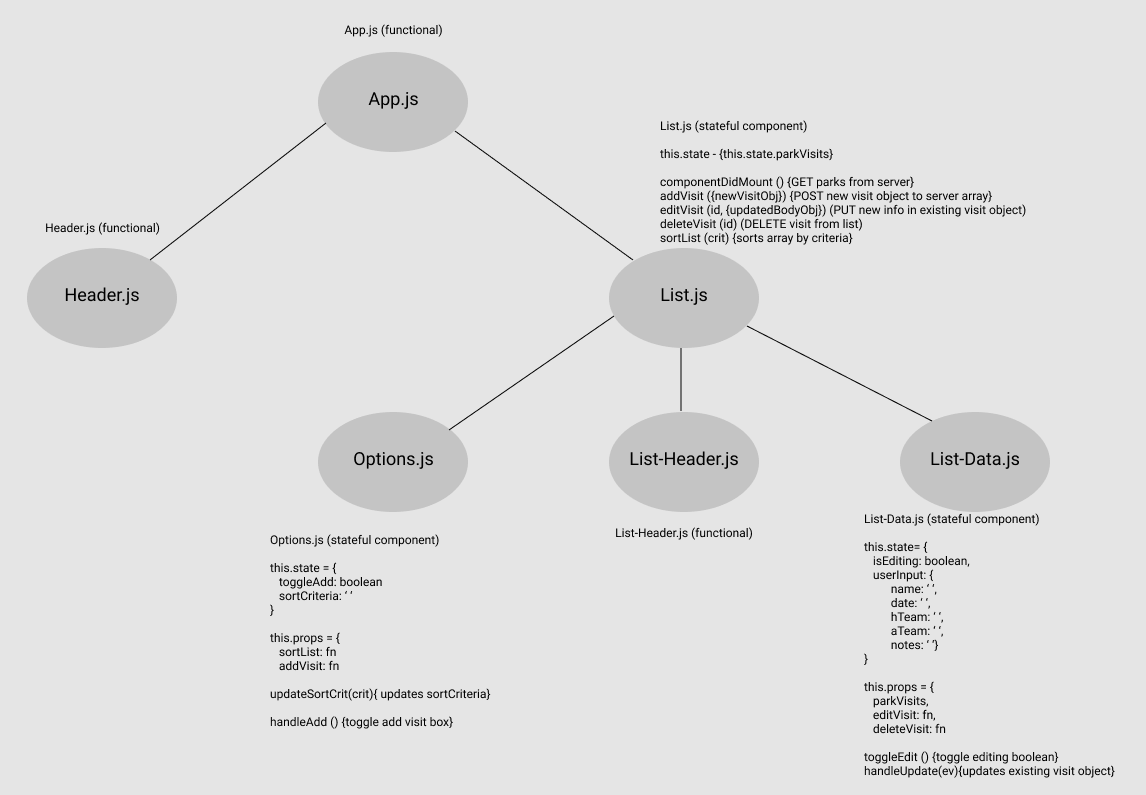 App.js (functional)
App.js
List.js (stateful component)
this.state - {this.state.parkVisits}
componentDidMount () {GET parks from server}
addVisit ({newVisitObj}) {POST new visit object to server array}
editVisit (id, {updatedBodyObj}) (PUT new info in existing visit object)
deleteVisit (id) (DELETE visit from list)
sortList (crit) {sorts array by criteria}
Header.js (functional)
Header.js
List.js
Options.js
List-Header.js
List-Data.js
Options.js (stateful component)
this.state = {
toggleAdd: boolean
sortCriteria: ‘ ‘
}
this.props = {
sortList: fn
addVisit: fn
updateSortCrit(crit){ updates sortCriteria}
handleAdd () {toggle add visit box}
List-Header.js (functional)
List-Data.js (stateful component)
this.state= {
isEditing: boolean,
userInput: {
name: ‘ ‘,
date: ‘ ‘,
hTeam: ‘ ‘,
aTeam: ‘ ‘,
notes: ‘ ‘}
}
this.props = {
parkVisits,
editVisit: fn,
deleteVisit: fn
toggleEdit () {toggle editing boolean}
handleUpdate(ev){updates existing visit object}